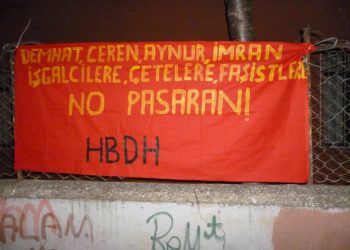 DEMHAT, CEREN, AYNUR, İMRAN
İŞGALCİLERE, ÇETELERE, FAŞİSTLERE
NO PASARAN!
HBDH